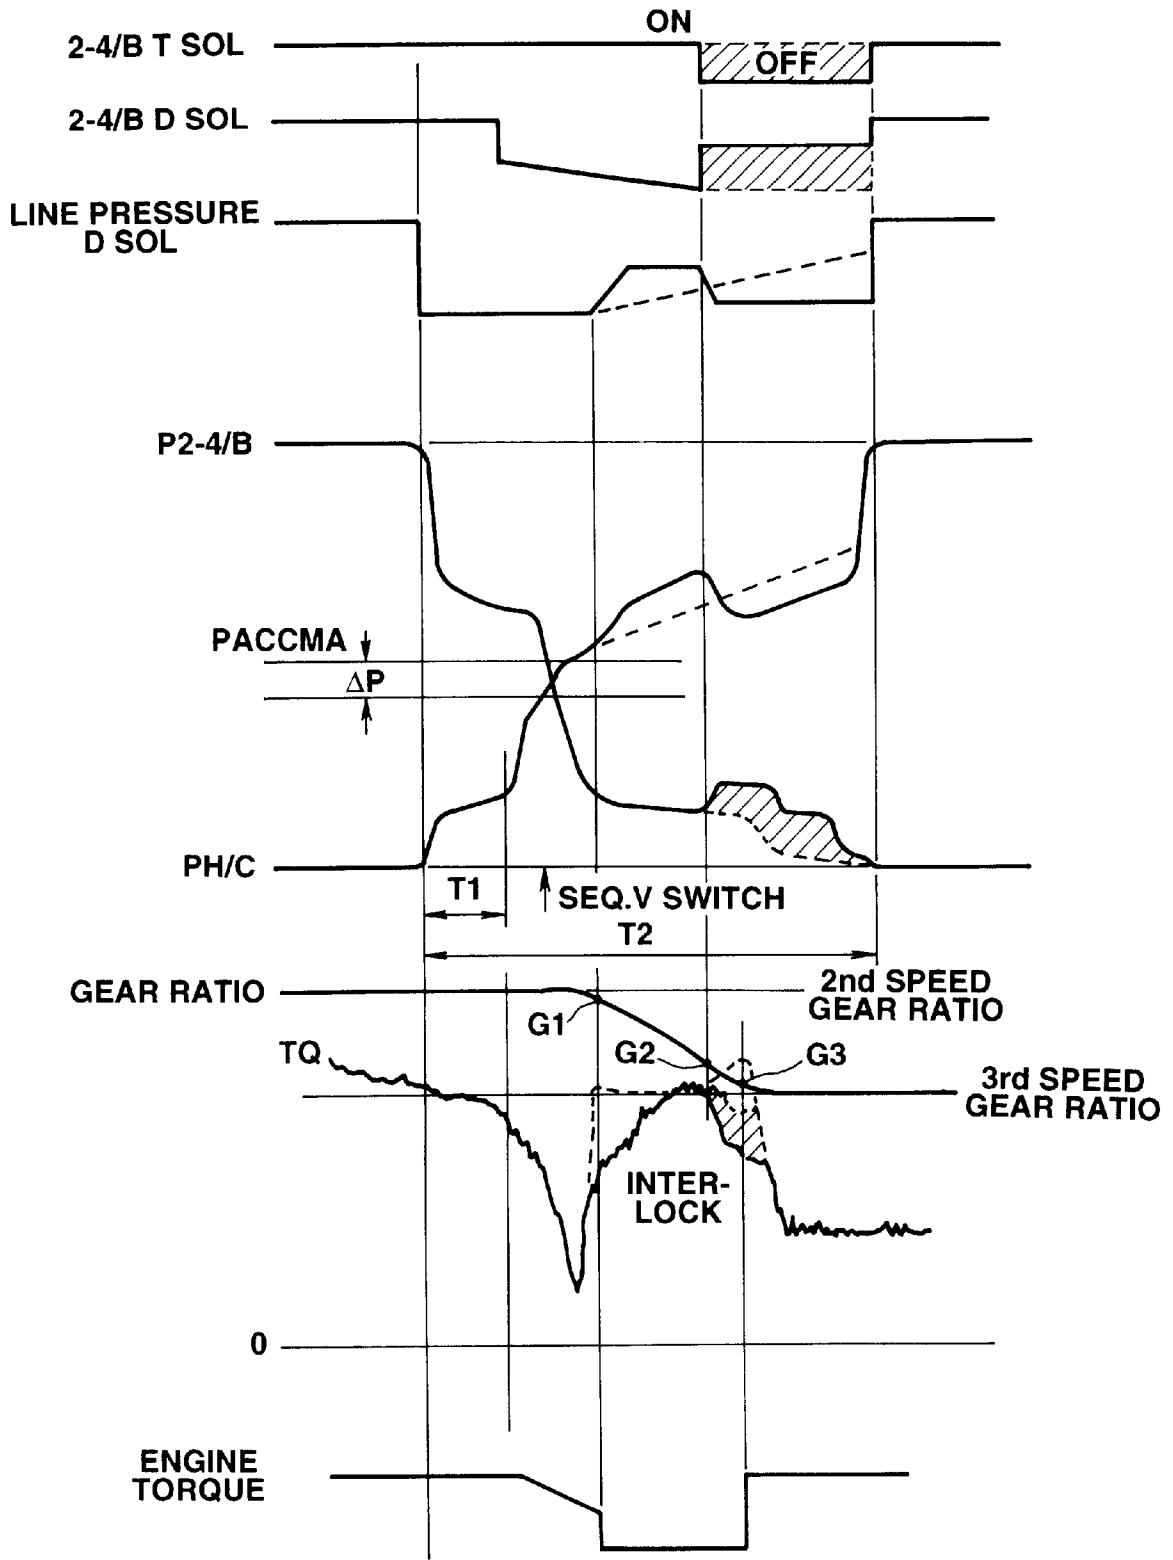 ON
2-4/B T SOL
OFF
2-4/B D SOL
LINE PRESSURE
D SOL
P2-4/B
PACCMA
ΔP
PH/C
T1
SEQ.V SWITCH
T2
GEAR RATIO
2nd SPEED
GEAR RATIO
G1
TQ
G2
G3
3rd SPEED
GEAR RATIO
INTER-
LOCK
0
ENGINE
TORQUE